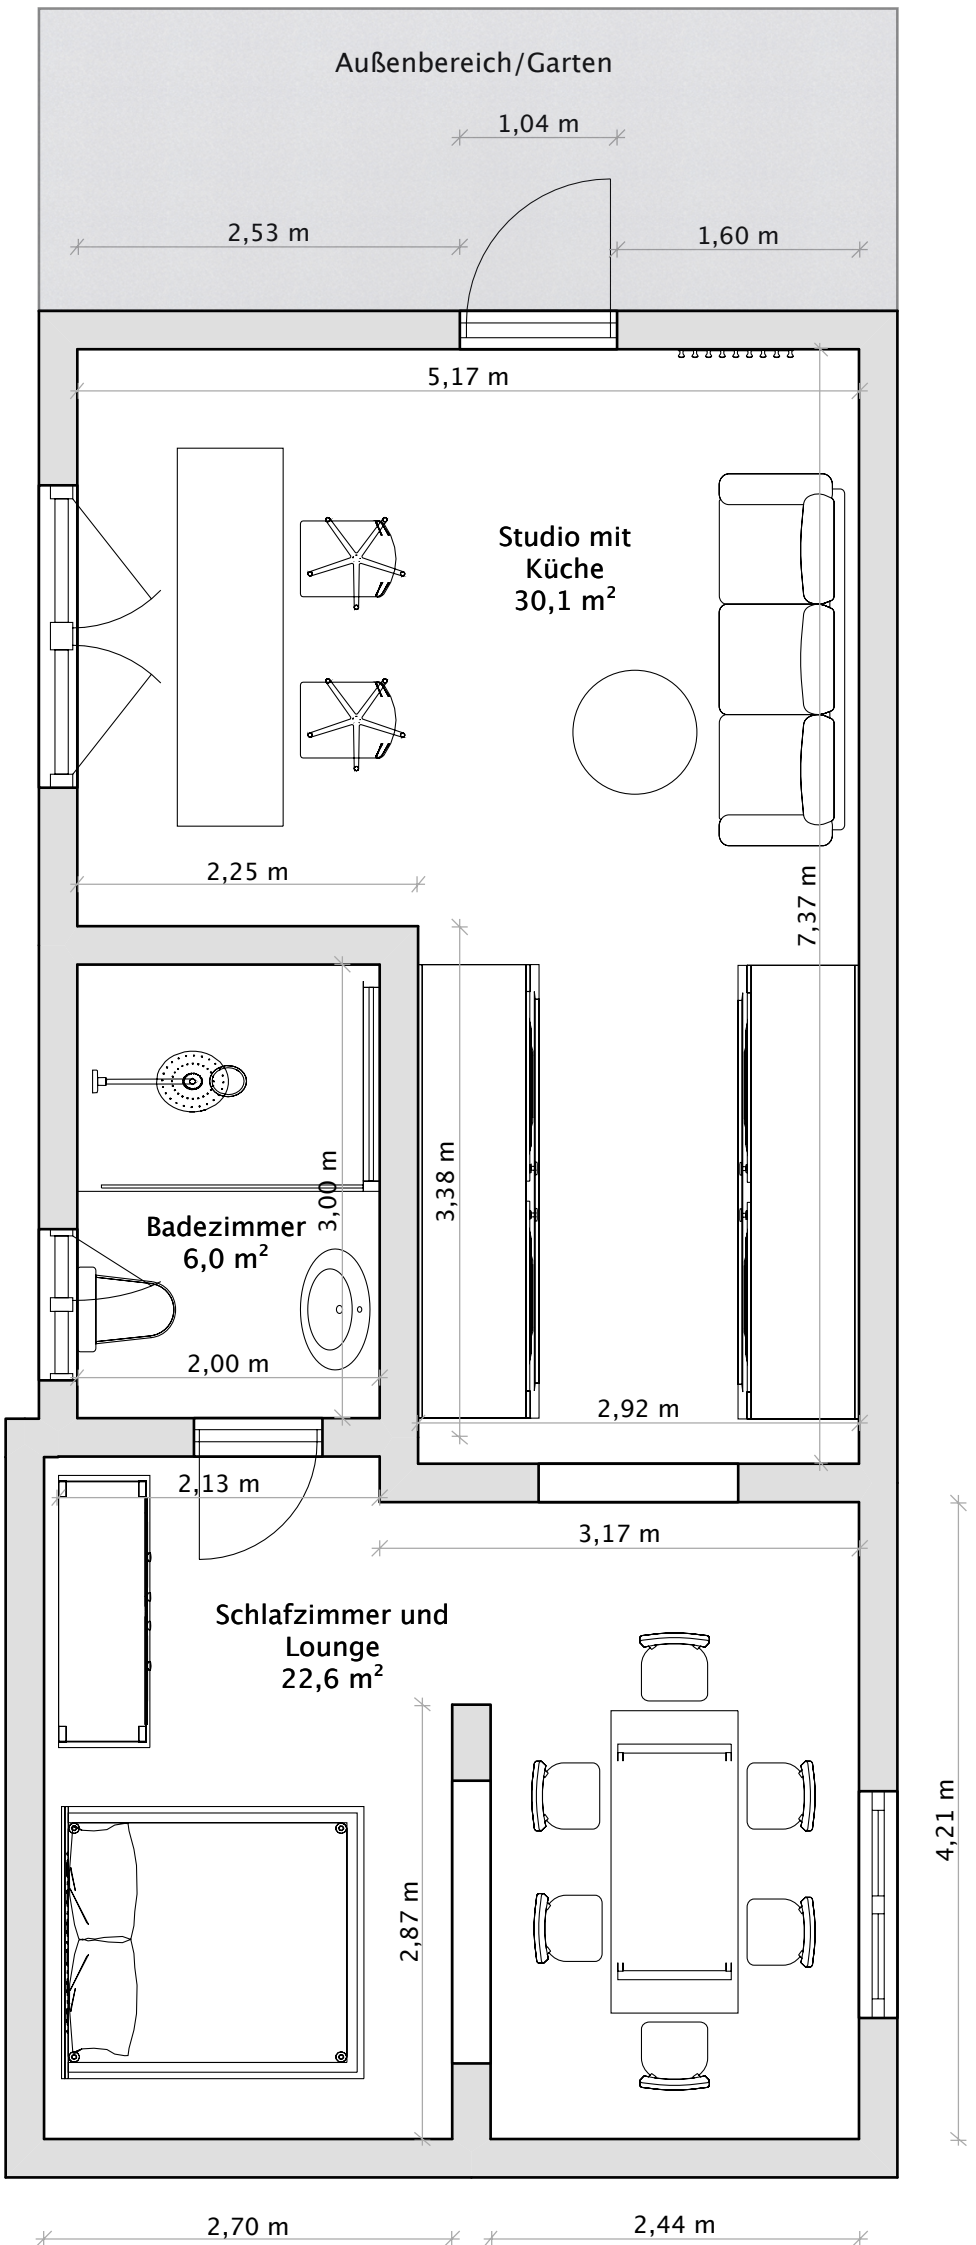 Außenbereich/Garten
1,04 m
2,53 m
1,60 m
5,17 m
Studio mit
Küche
30,1 m²
2,25 m
7,37 m
3,00 m
3,38 m
Badezimmer
6,0 m²
2,00 m
2,92 m
2,13 m
3,17 m
Schlafzimmer und
Lounge
22,6 m²
4,21 m
2,87 m
2,70 m
2,44 m